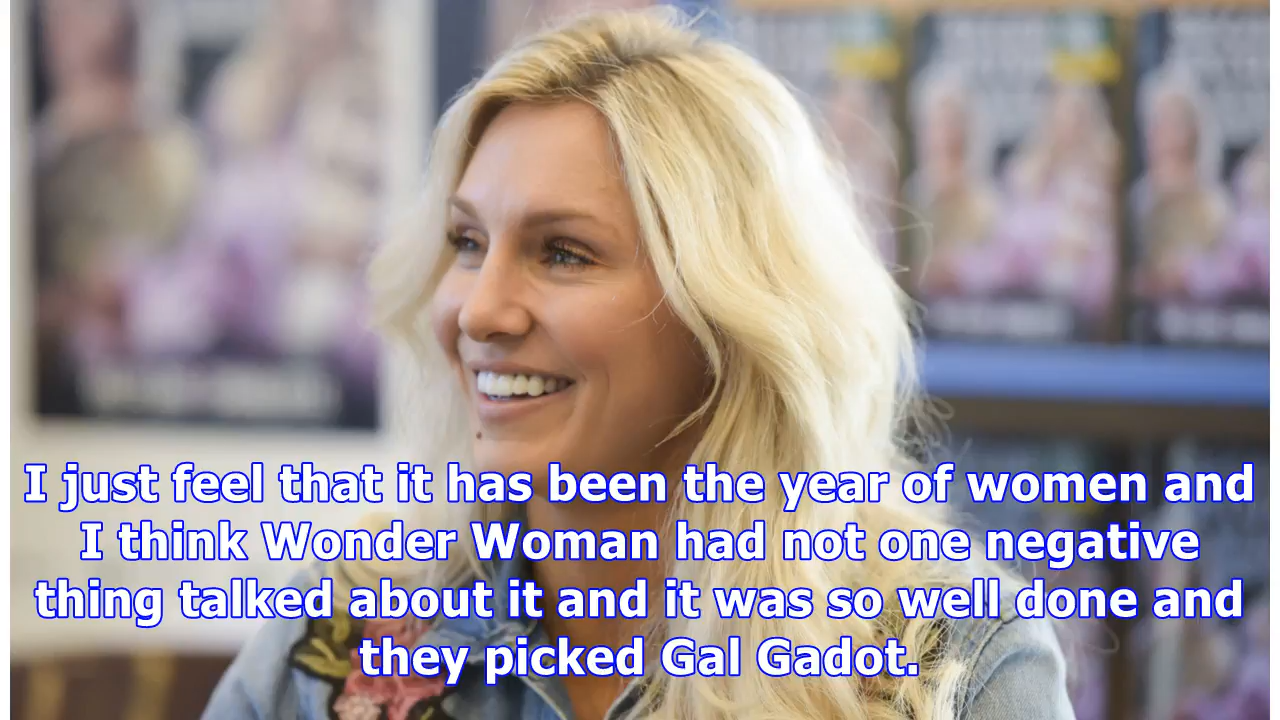 I just feel that it has been the year of women and
I think Wonder Woman had not one negative
thing talked about it and it was so well done and
they picked Gal Gadot.